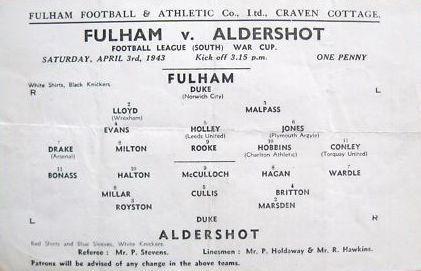 FULHAM FOOTBALL & ATHLETIC Co., Ltd., CRAVEN COTTAGE.
FULHAM v. ALDERSHOT
FOOTBALL LEAGUE (SOUTH) WAR CUP.
SATURDAY, APRIL 3rd, 1943 Kick off 3.15 p.m. ONE PENNY
FULHAM
White Shirts, Black Knickers
R DUKE L
(Norwich City)
2 3
LLOYD MALPASS
(Wrexham)
4 5 6
EVANS HOLLEY JONES
(Leeds United) (Plymouth Argyle)
7 8 9 10 11
DRAKE MILTON ROOKE HOBBINS CONLEY
(Arsenal) (Charlton Athletic) (Torquay United)
11 10 9 8 7
BONASS HALTON McCULLOCH HAGAN WARDLE
6 5 4
MILLAR CULLIS BRITTON
3 2
ROYSTON MARSDEN
L DUKE R
ALDERSHOT
Red Shirts and Blue Sleeves, White Knickers.
Referee : Mr. P. Stevens. Linesmen : Mr. P. Holdaway & Mr. R. Hawkins.
Patrons will be advised of any change in the above teams.